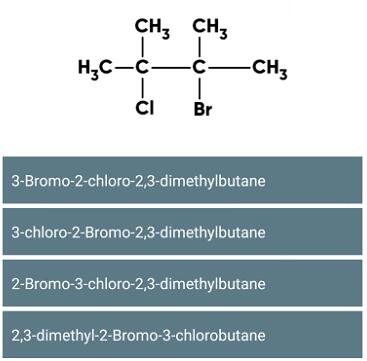 CH₃ CH₃
H₃C—C—C—CH₃
Cl Br
3-Bromo-2-chloro-2,3-dimethylbutane
3-chloro-2-Bromo-2,3-dimethylbutane
2-Bromo-3-chloro-2,3-dimethylbutane
2,3-dimethyl-2-Bromo-3-chlorobutane